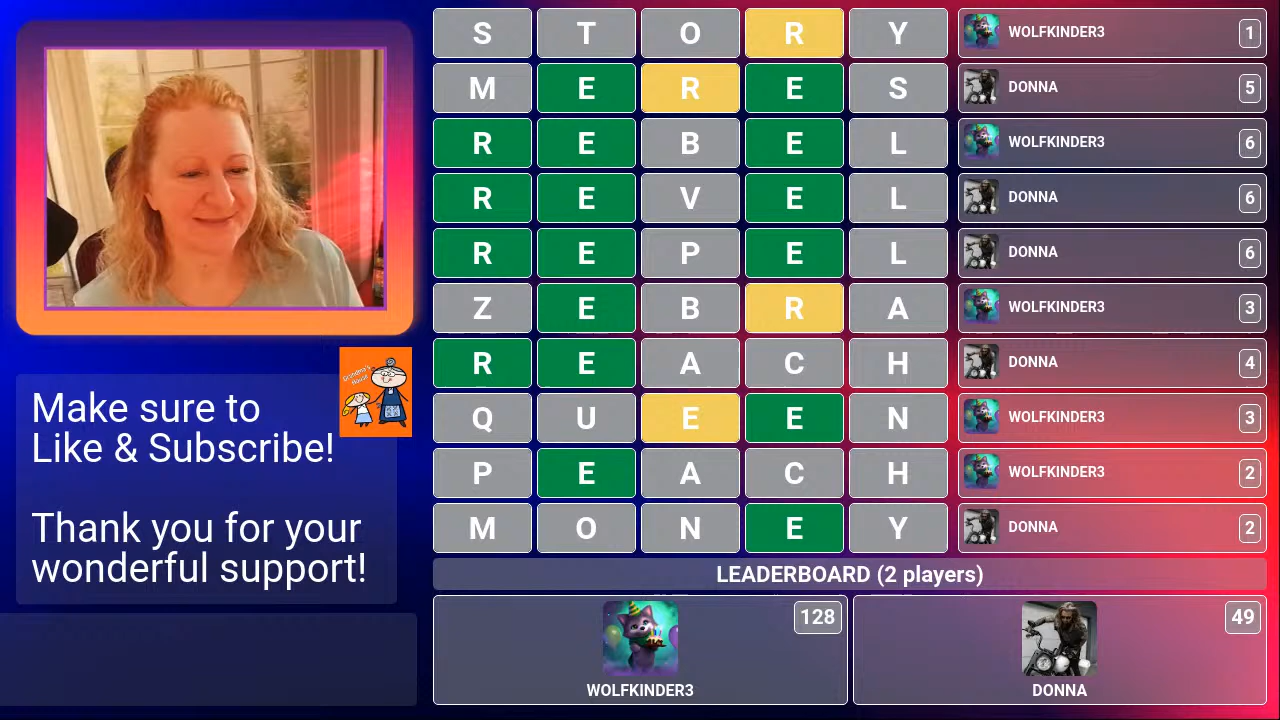 S T O R Y WOLFKINDER3 1
M E R E S DONNA 5
R E B E L WOLFKINDER3 6
R E V E L DONNA 6
R E P E L DONNA 6
Z E B R A WOLFKINDER3 3
R E A C H DONNA 4
Q U E E N WOLFKINDER3 3
P E A C H WOLFKINDER3 2
M O N E Y DONNA 2
LEADERBOARD (2 players)
128
WOLFKINDER3
49
DONNA
Grandma's
House
Make sure to
Like & Subscribe!
Thank you for your
wonderful support!